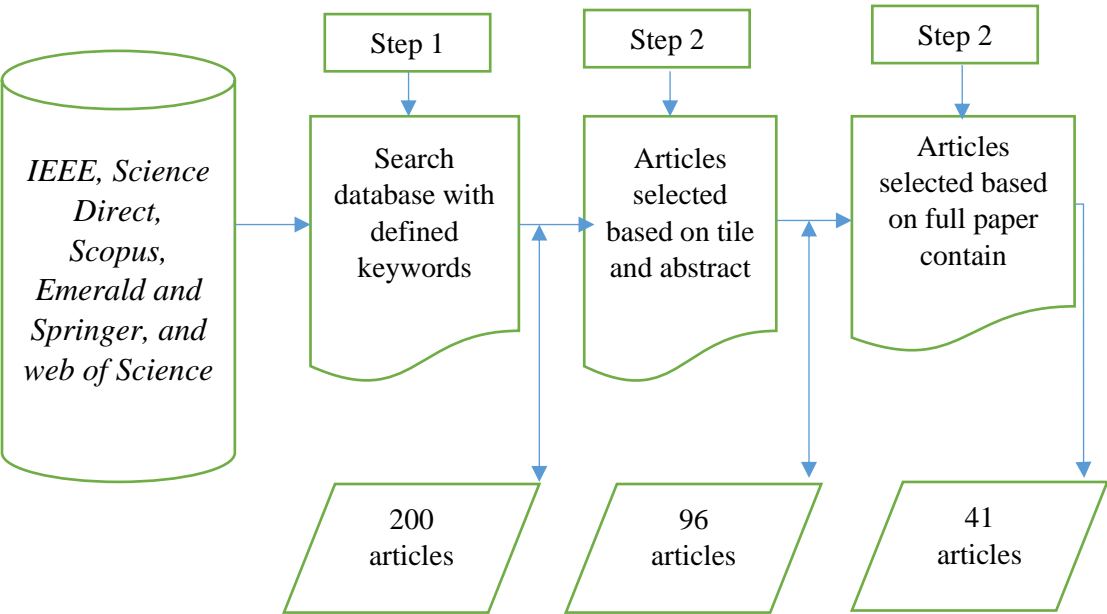 IEEE, Science
Direct,
Scopus,
Emerald and
Springer, and
web of Science
Step 1
Search
database with
defined
keywords
200
articles
Step 2
Articles
selected
based on tile
and abstract
96
articles
Step 2
Articles
selected based
on full paper
contain
41
articles